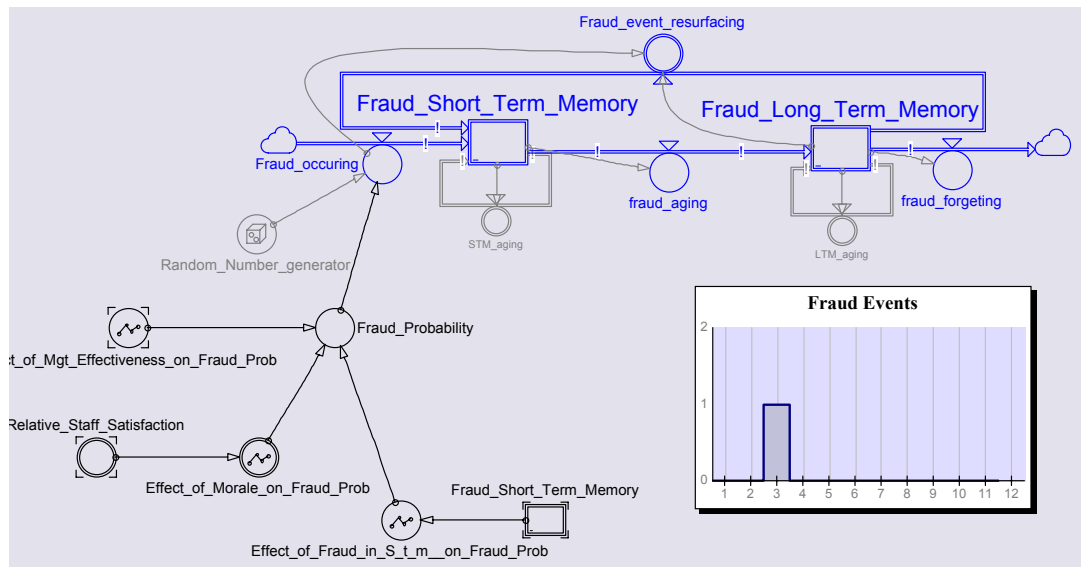 Fraud_event_resurfacing
Fraud_Short_Term_Memory
Fraud_Long_Term_Memory
Fraud_occuring
fraud_aging
fraud_forgeting
STM_aging
LTM_aging
Random_Number_generator
Fraud_Probability
ct_of_Mgt_Effectiveness_on_Fraud_Prob
Relative_Staff_Satisfaction
Effect_of_Morale_on_Fraud_Prob
Fraud_Short_Term_Memory
Effect_of_Fraud_in_S_t_m__on_Fraud_Prob
Fraud Events
2
1
0
1 2 3 4 5 6 7 8 9 10 11 12